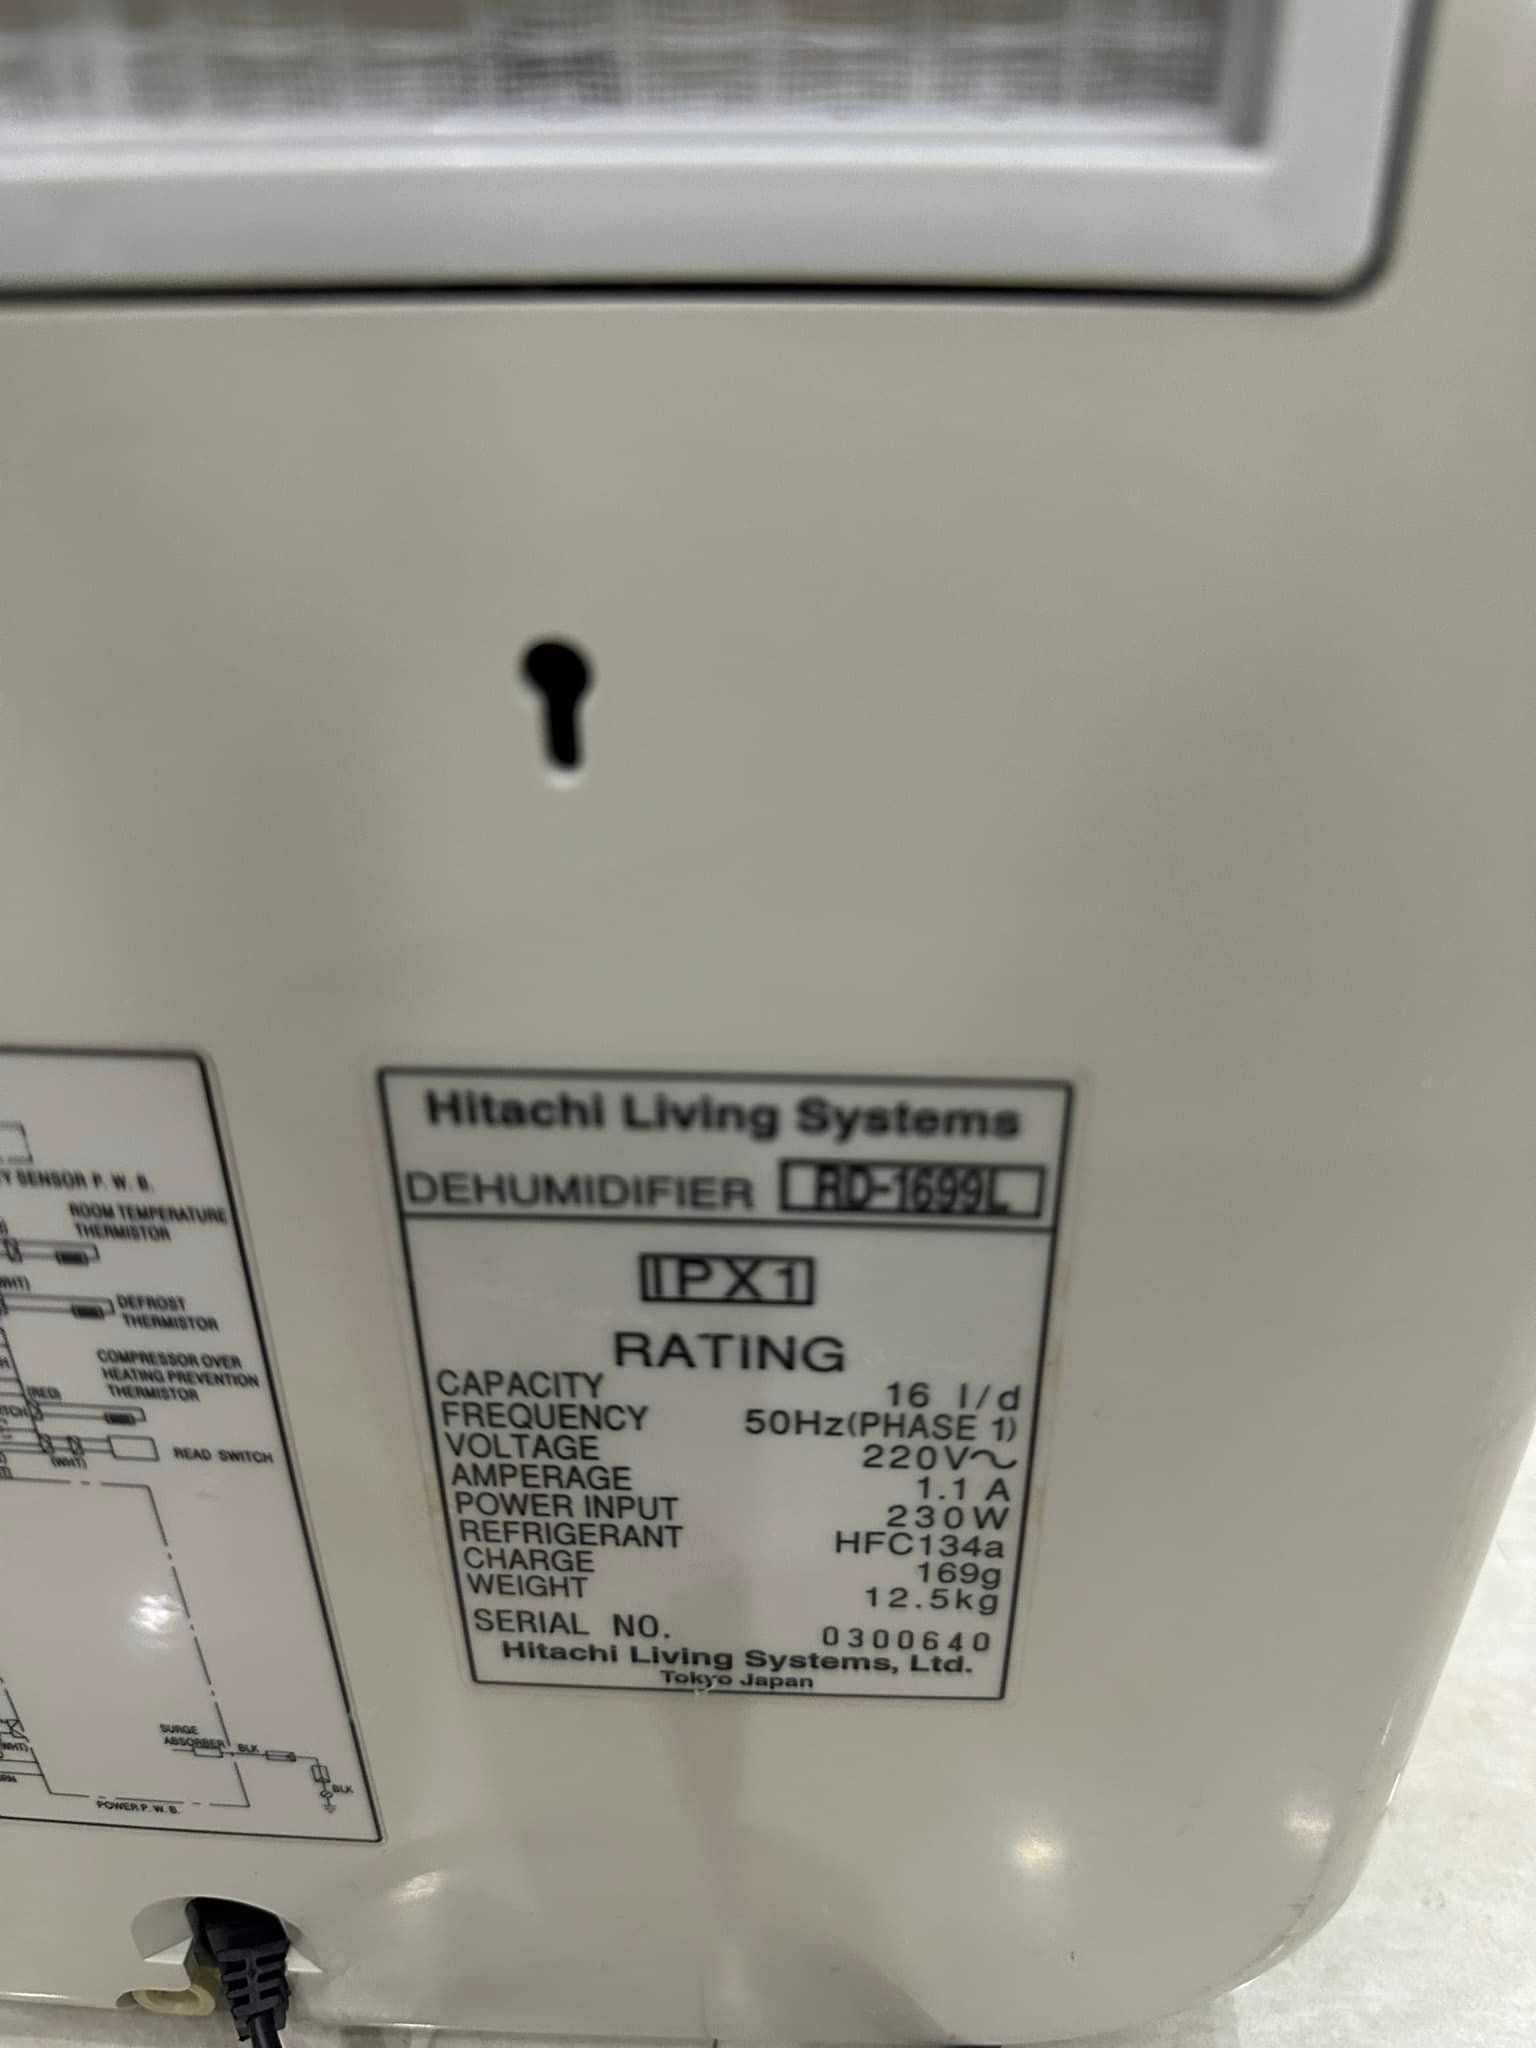 Hitachi Living Systems
DEHUMIDIFIER RD-1699L
IPX1
RATING
CAPACITY 16 l/d
FREQUENCY 50Hz(PHASE 1)
VOLTAGE 220V~
AMPERAGE 1.1 A
POWER INPUT 230W
REFRIGERANT HFC134a
CHARGE 169g
WEIGHT 12.5kg
SERIAL NO. 0300640
Hitachi Living Systems, Ltd.
Tokyo Japan
SENSOR P. W. B.
ROOM TEMPERATURE
THERMISTOR
DEFROST
THERMISTOR
COMPRESSOR OVER
HEATING PREVENTION
THERMISTOR
(RED)
READ SWITCH
(WHT)
SURGE
ABSORBER
BLK
BLK
POWER P. W. B.